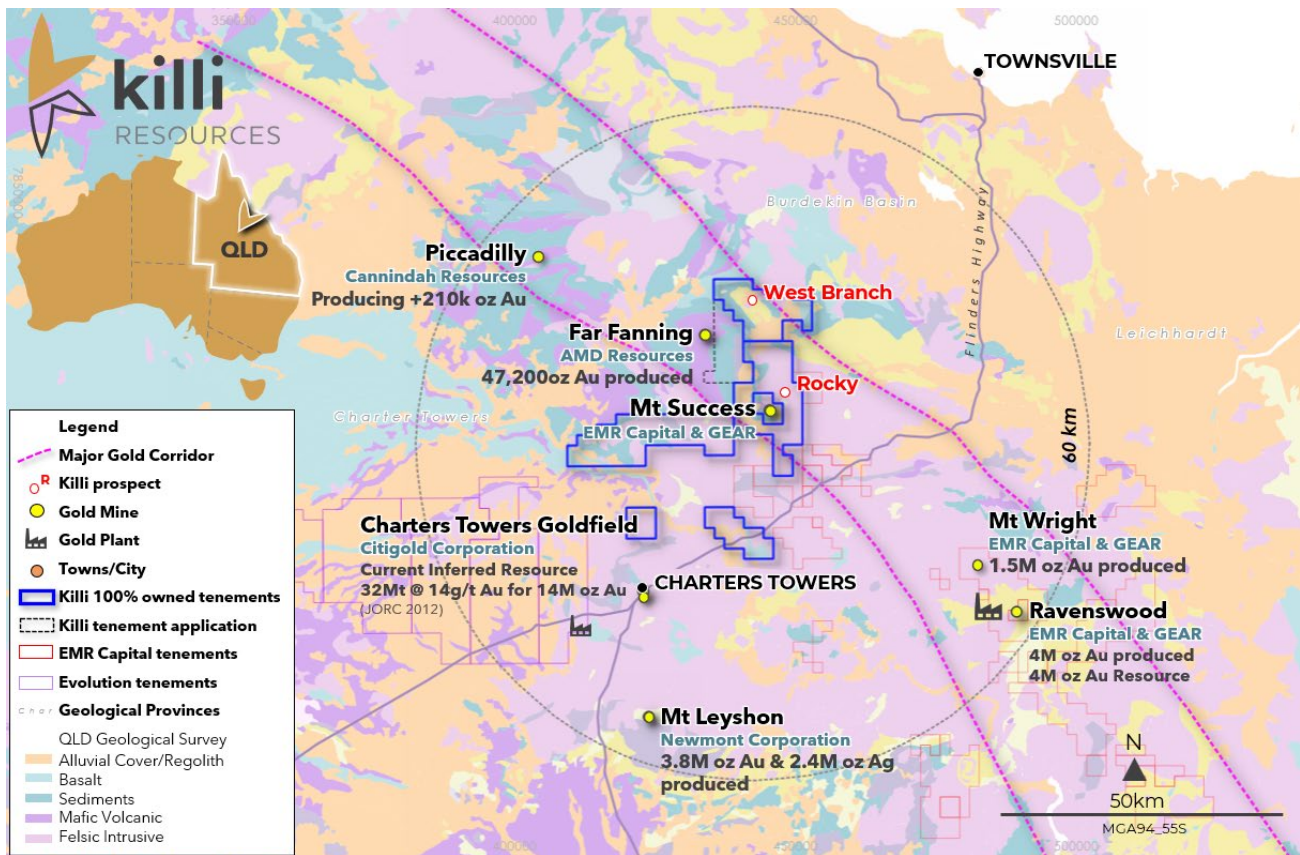 350000
400000
450000
500000
killi
RESOURCES
7850000
QLD
TOWNSVILLE
Burdekin Basin
Flinders Highway
Leichhardt
Piccadilly
Cannindah Resources
Producing +210k oz Au
West Branch
Far Fanning
AMD Resources
47,200oz Au produced
Rocky
Mt Success
EMR Capital & GEAR
Charter Towers
60 km
Charters Towers Goldfield
Citigold Corporation
Current Inferred Resource
32Mt @ 14g/t Au for 14M oz Au
(JORC 2012)
CHARTERS TOWERS
Mt Wright
EMR Capital & GEAR
1.5M oz Au produced
Ravenswood
EMR Capital & GEAR
4M oz Au produced
4M oz Au Resource
Mt Leyshon
Newmont Corporation
3.8M oz Au & 2.4M oz Ag
produced
Legend
Major Gold Corridor
R Killi prospect
Gold Mine
Gold Plant
Towns/City
Killi 100% owned tenements
Killi tenement application
EMR Capital tenements
Evolution tenements
Char Geological Provinces
QLD Geological Survey
Alluvial Cover/Regolith
Basalt
Sediments
Mafic Volcanic
Felsic Intrusive
N
50km
MGA94_55S
400000
450000
500000